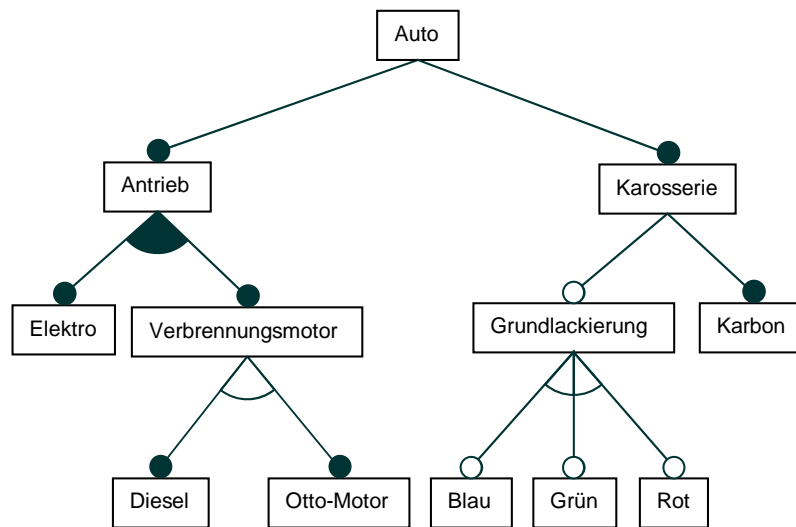 Auto
Antrieb
Karosserie
Elektro
Verbrennungsmotor
Grundlackierung
Karbon
Diesel
Otto-Motor
Blau
Grün
Rot